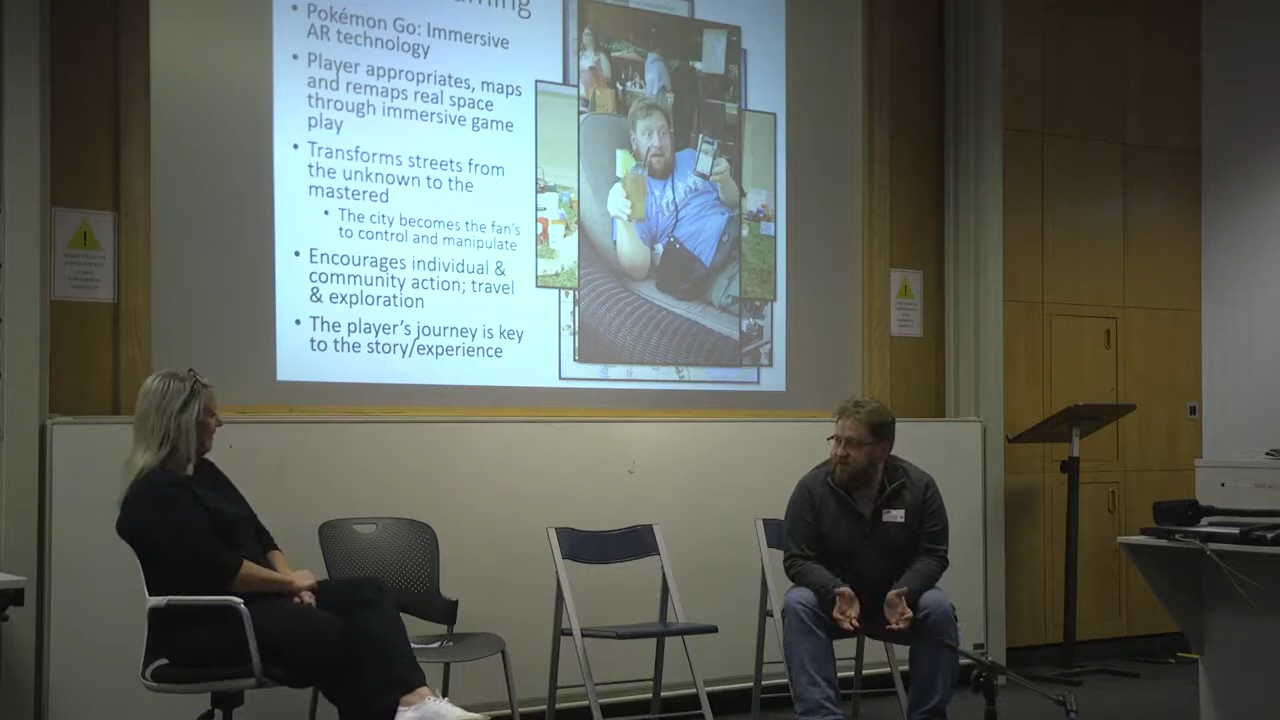 • Pokémon Go: Immersive
AR technology
• Player appropriates, maps
and remaps real space
through immersive game
play
• Transforms streets from
the unknown to the
mastered
• The city becomes the fan's
to control and manipulate
• Encourages individual &
community action; travel
& exploration
• The player's journey is key
to the story/experience